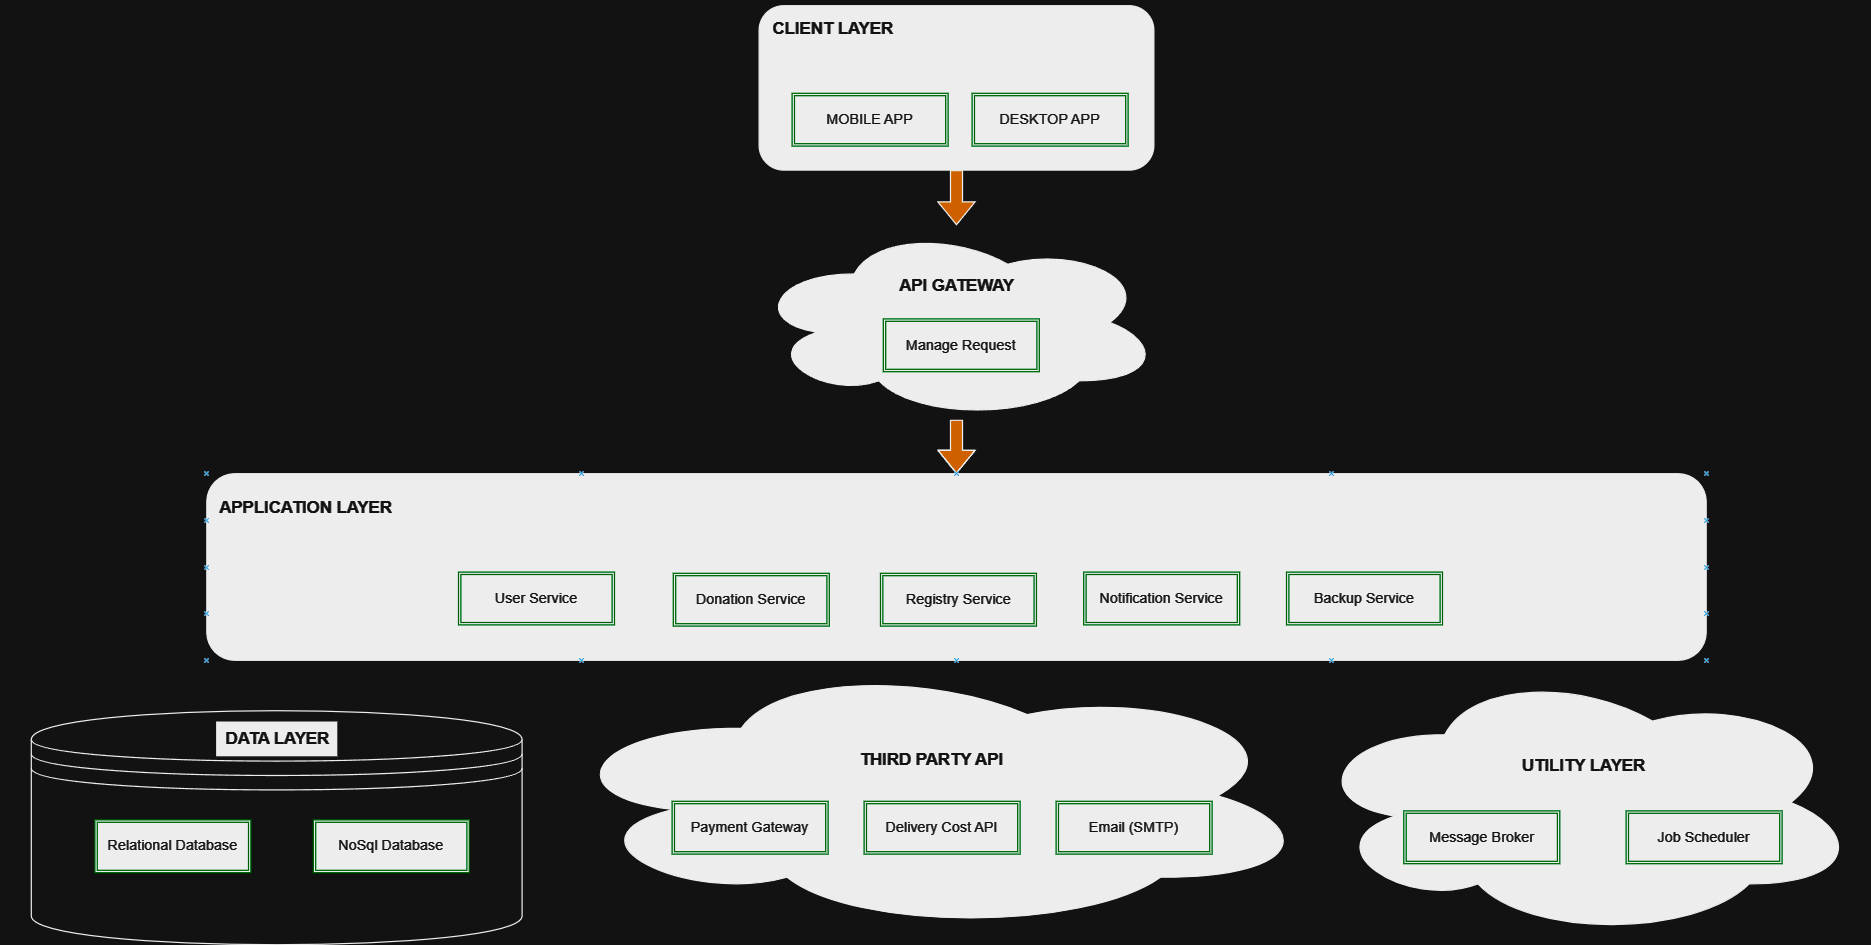 CLIENT LAYER
MOBILE APP
DESKTOP APP
API GATEWAY
Manage Request
APPLICATION LAYER
User Service
Donation Service
Registry Service
Notification Service
Backup Service
DATA LAYER
Relational Database
NoSql Database
THIRD PARTY API
Payment Gateway
Delivery Cost API
Email (SMTP)
UTILITY LAYER
Message Broker
Job Scheduler